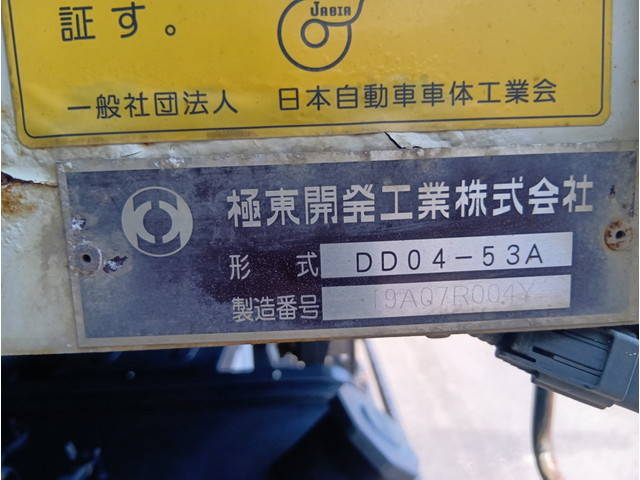 証す。
JABIA
一般社団法人 日本自動車車体工業会
極東開発工業株式会社
形 式 DD04-53A
製造番号 19AQ7R004Y